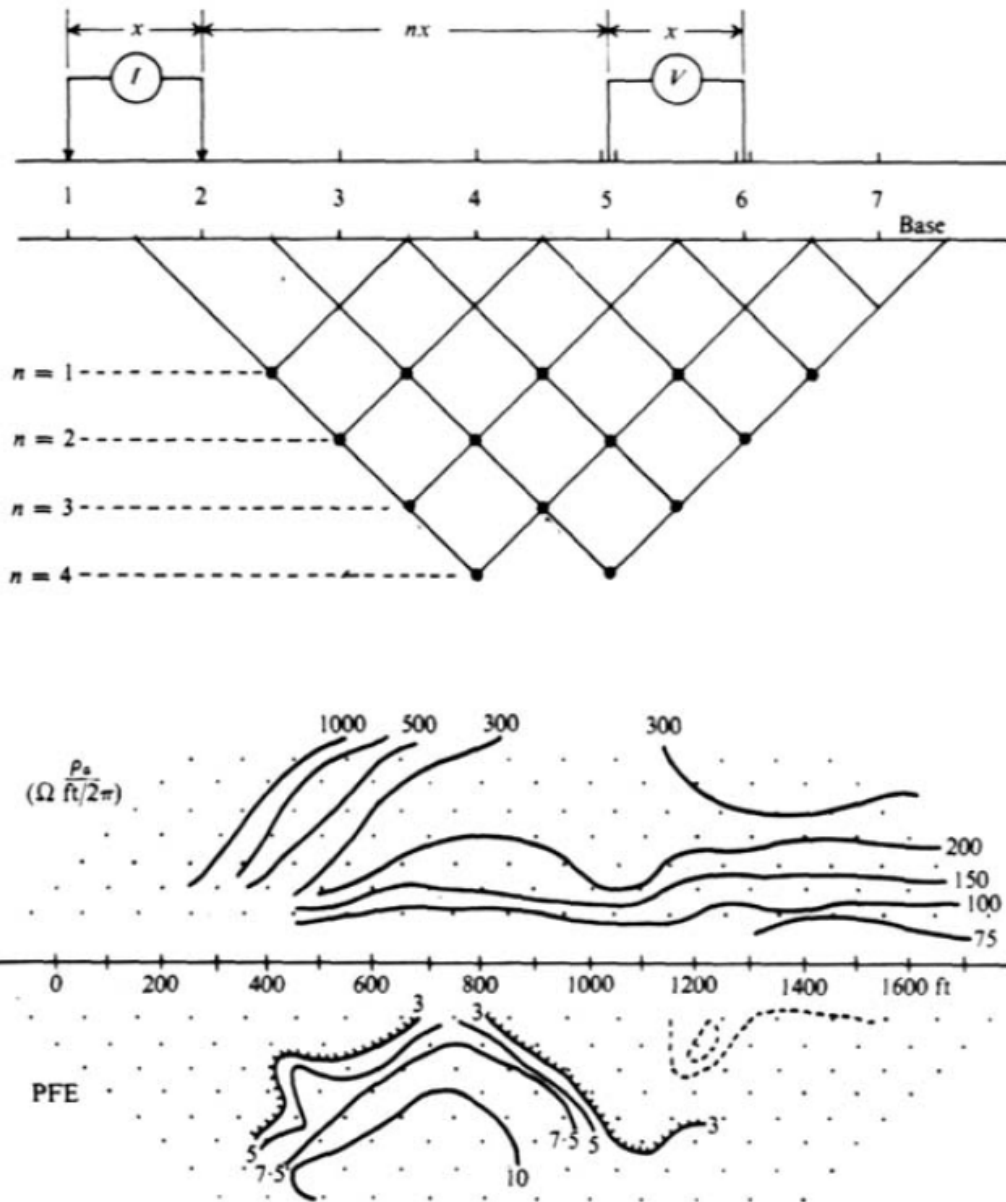 x nx x
I V
1 2 3 4 5 6 7
Base
n = 1
n = 2
n = 3
n = 4
1000 500 300 300
ρa
(Ω ft/2π)
200
150
100
75
0 200 400 600 800 1000 1200 1400 1600 ft
3 3
PFE
3
5 7·5 5
7·5 10